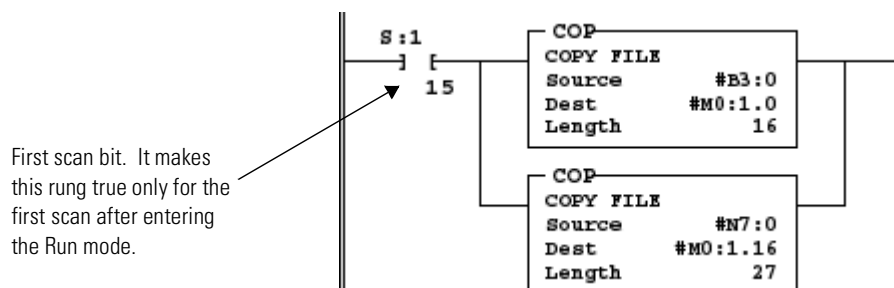 S:1
] [
15
COP
COPY FILE
Source #B3:0
Dest #M0:1.0
Length 16
First scan bit. It makes
this rung true only for the
first scan after entering
the Run mode.
COP
COPY FILE
Source #N7:0
Dest #M0:1.16
Length 27